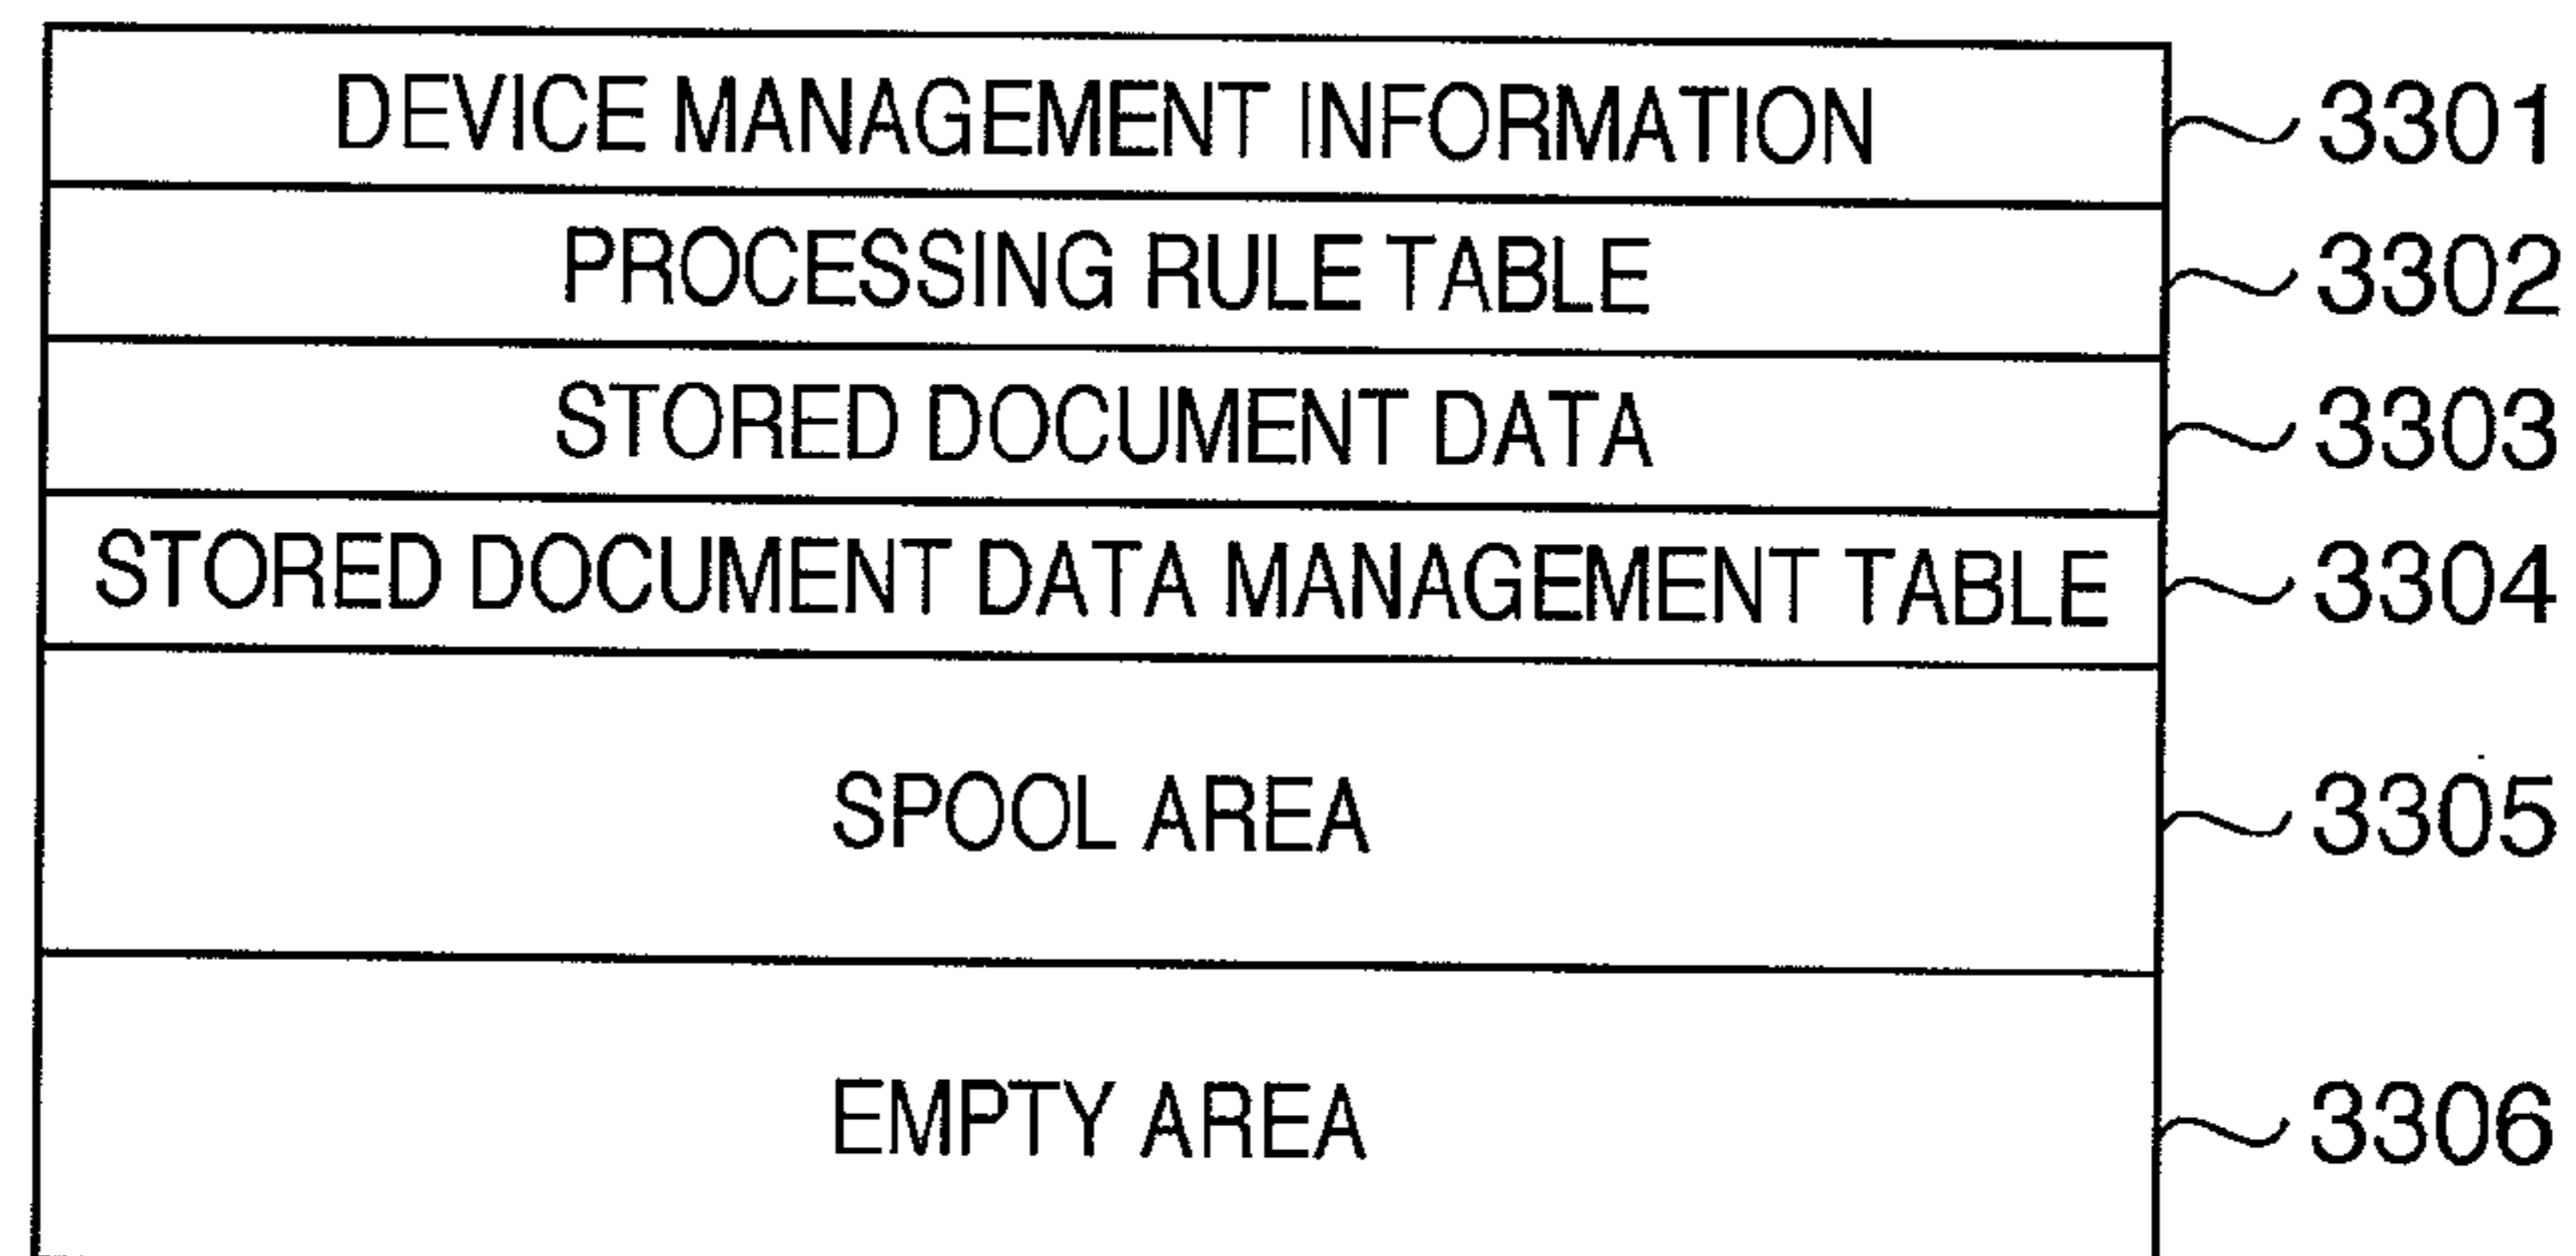 DEVICE MANAGEMENT INFORMATION 3301
PROCESSING RULE TABLE 3302
STORED DOCUMENT DATA 3303
STORED DOCUMENT DATA MANAGEMENT TABLE 3304
SPOOL AREA 3305
EMPTY AREA 3306